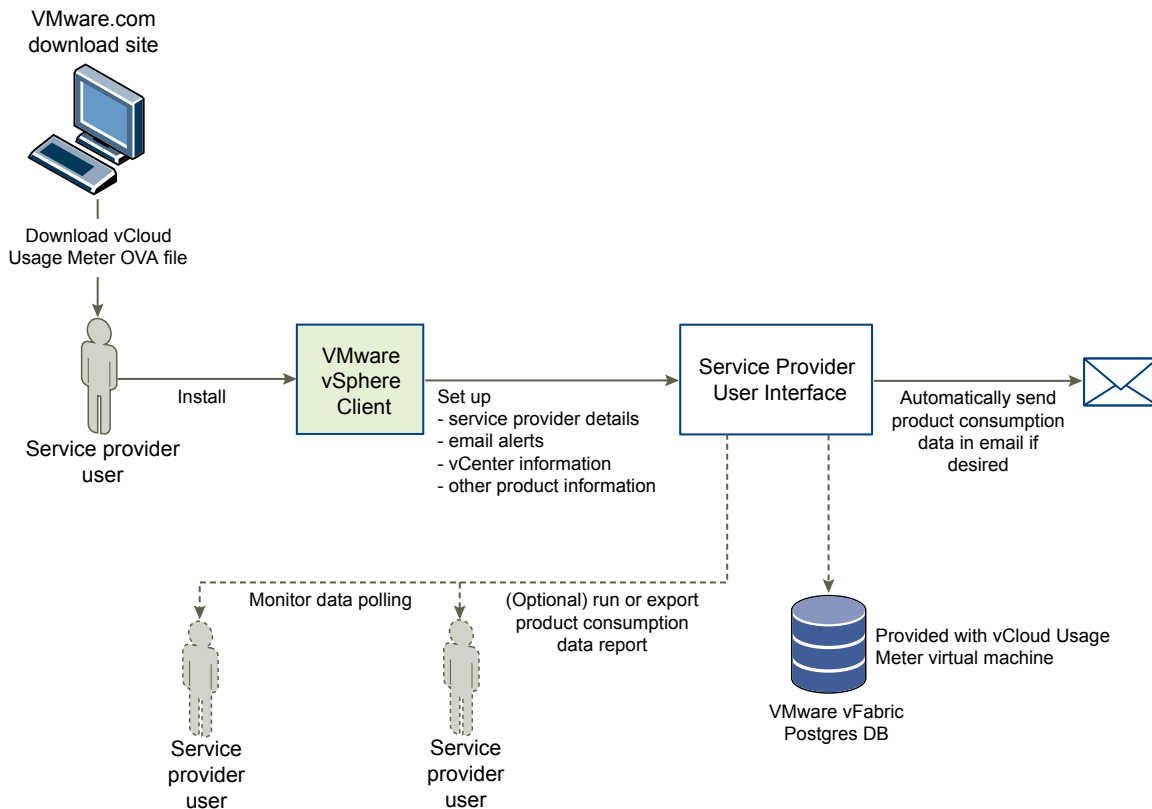 VMware.com
download site
Download vCloud
Usage Meter OVA file
Service provider
user
Install
VMware
vSphere
Client
Set up
- service provider details
- email alerts
- vCenter information
- other product information
Service Provider
User Interface
Automatically send
product consumption
data in email if
desired
Monitor data polling
(Optional) run or export
product consumption
data report
Service
provider
user
Service
provider
user
Provided with vCloud Usage
Meter virtual machine
VMware vFabric
Postgres DB